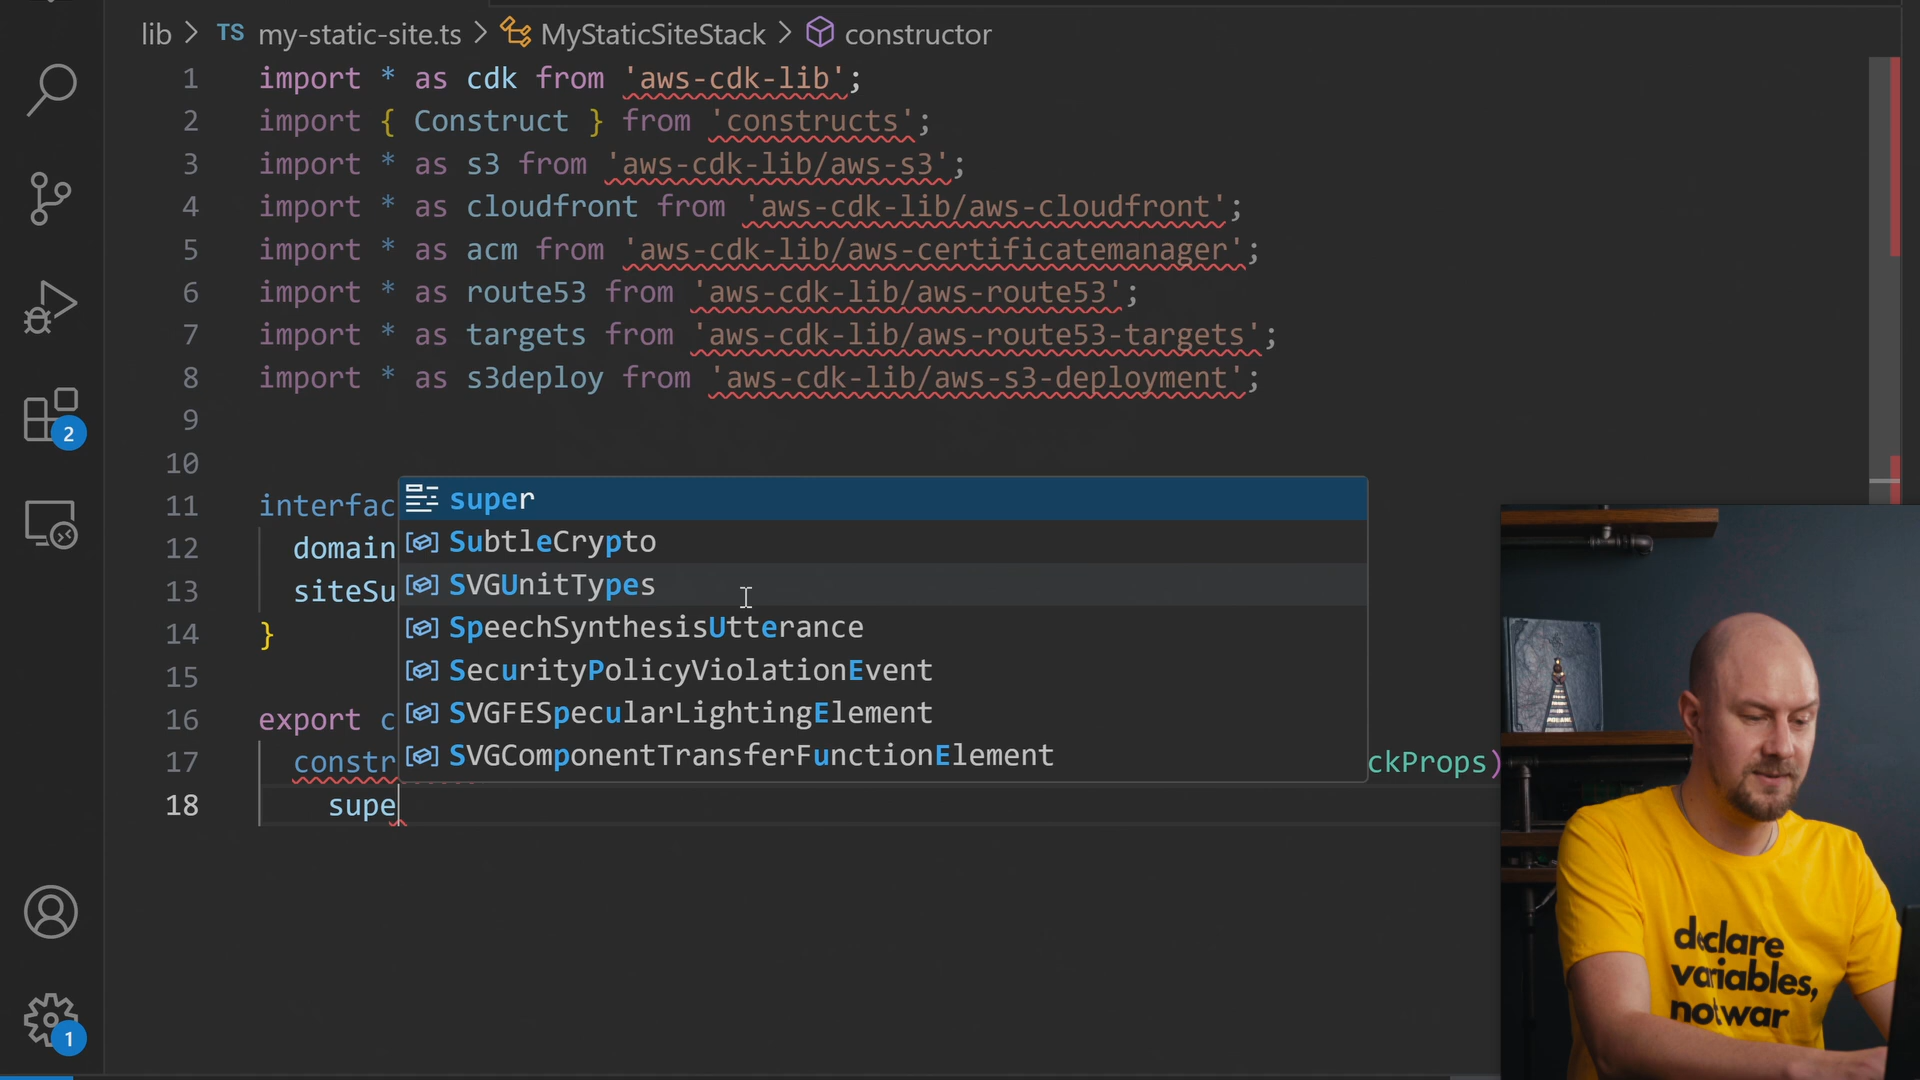 lib > TS my-static-site.ts > MyStaticSiteStack > constructor
1 import * as cdk from 'aws-cdk-lib';
2 import { Construct } from 'constructs';
3 import * as s3 from 'aws-cdk-lib/aws-s3';
4 import * as cloudfront from 'aws-cdk-lib/aws-cloudfront';
5 import * as acm from 'aws-cdk-lib/aws-certificatemanager';
6 import * as route53 from 'aws-cdk-lib/aws-route53';
7 import * as targets from 'aws-cdk-lib/aws-route53-targets';
8 import * as s3deploy from 'aws-cdk-lib/aws-s3-deployment';
9
10
11 interfac
12 domain
13 siteSu
14 }
15
16 export c
17 constr ckProps)
18 supe
super
SubtleCrypto
SVGUnitTypes
SpeechSynthesisUtterance
SecurityPolicyViolationEvent
SVGFESpecularLightingElement
SVGComponentTransferFunctionElement
2
1
declare
variables,
not war